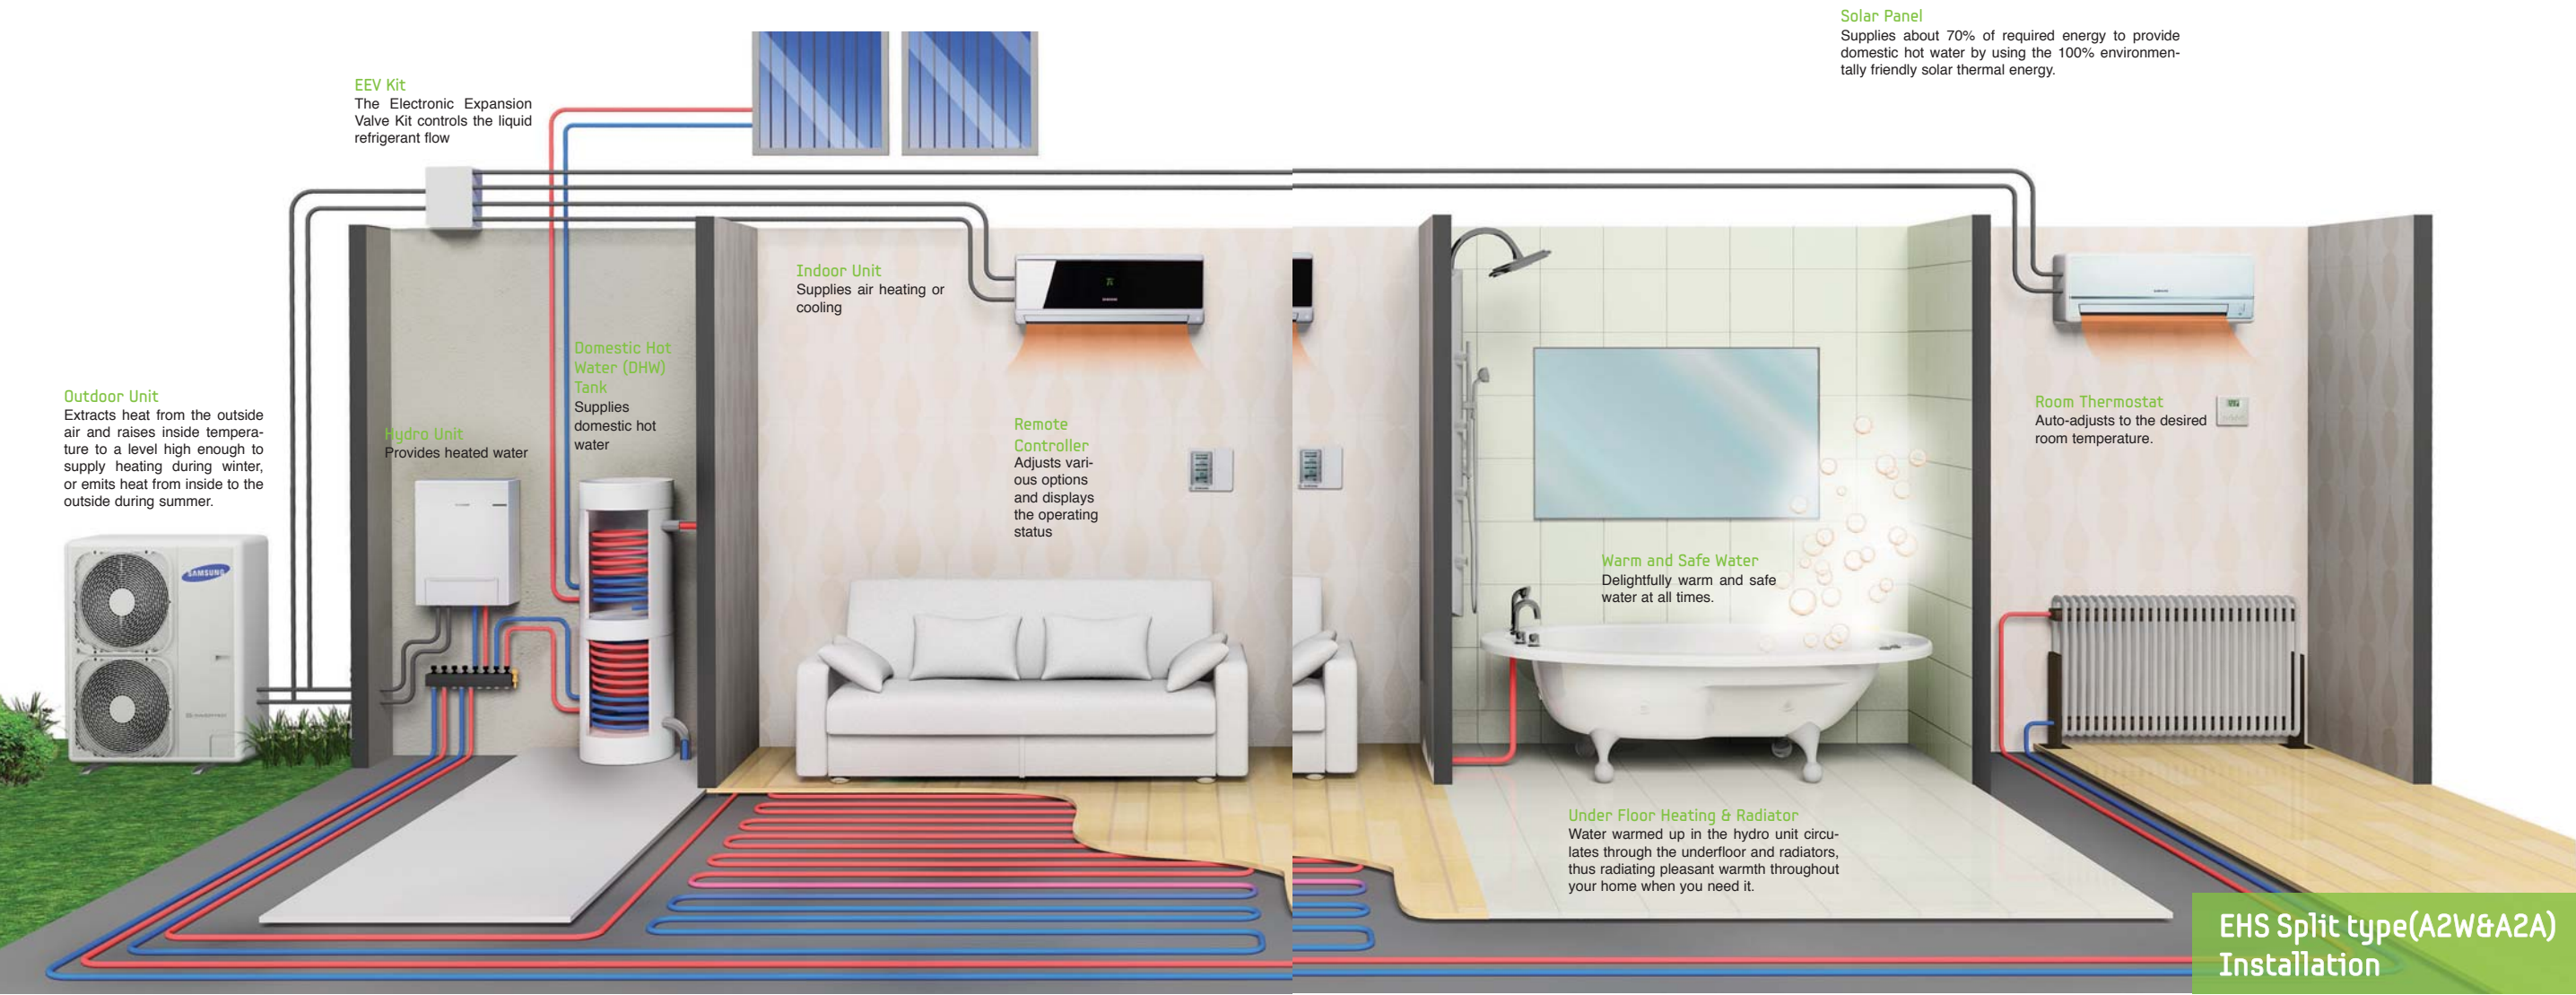 Solar Panel
Supplies about 70% of required energy to provide
domestic hot water by using the 100% environmen-
tally friendly solar thermal energy.
EEV Kit
The Electronic Expansion
Valve Kit controls the liquid
refrigerant flow
Indoor Unit
Supplies air heating or
cooling
Domestic Hot
Water (DHW)
Tank
Supplies
domestic hot
water
Outdoor Unit
Extracts heat from the outside
air and raises inside tempera-
ture to a level high enough to
supply heating during winter,
or emits heat from inside to the
outside during summer.
Hydro Unit
Provides heated water
Remote
Controller
Adjusts vari-
ous options
and displays
the operating
status
Room Thermostat
Auto-adjusts to the desired
room temperature.
SAMSUNG
Warm and Safe Water
Delightfully warm and safe
water at all times.
Under Floor Heating & Radiator
Water warmed up in the hydro unit circu-
lates through the underfloor and radiators,
thus radiating pleasant warmth throughout
your home when you need it.
EHS Split type(A2W&A2A)
Installation